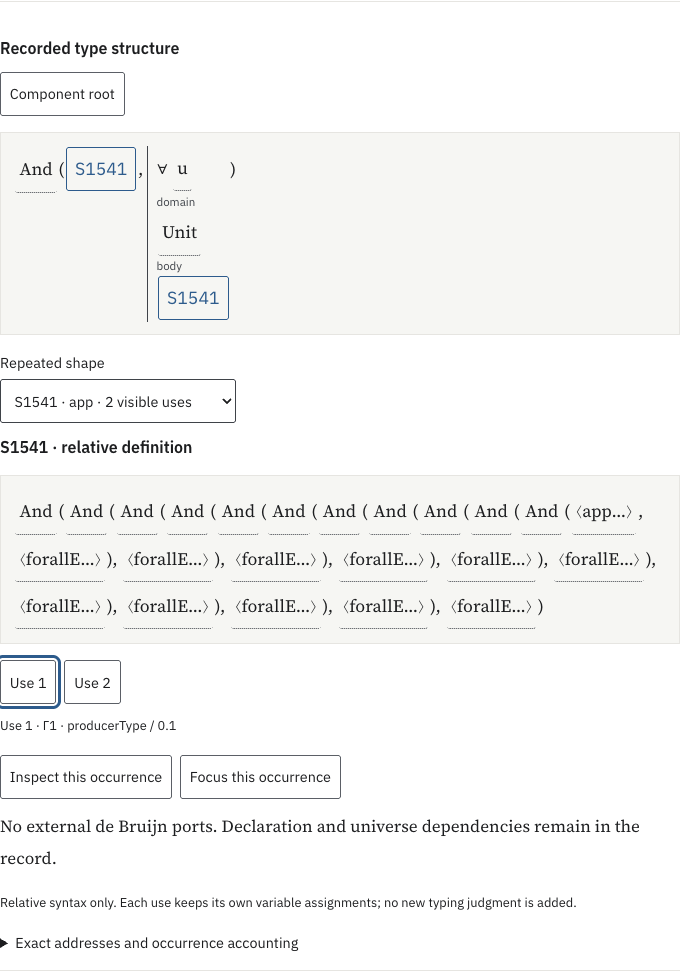 Recorded type structure
Component root
And ( S1541 , ∀ u )
domain
Unit
body
S1541
Repeated shape
S1541 · app · 2 visible uses
S1541 · relative definition
And ( And ( And ( And ( And ( And ( And ( And ( And ( And ( And ( ⟨app…⟩ ,
⟨forallE…⟩ ), ⟨forallE…⟩ ), ⟨forallE…⟩ ), ⟨forallE…⟩ ), ⟨forallE…⟩ ), ⟨forallE…⟩ ),
⟨forallE…⟩ ), ⟨forallE…⟩ ), ⟨forallE…⟩ ), ⟨forallE…⟩ ), ⟨forallE…⟩ )
Use 1 Use 2
Use 1 · Γ1 · producerType / 0.1
Inspect this occurrence Focus this occurrence
No external de Bruijn ports. Declaration and universe dependencies remain in the
record.
Relative syntax only. Each use keeps its own variable assignments; no new typing judgment is added.
Exact addresses and occurrence accounting